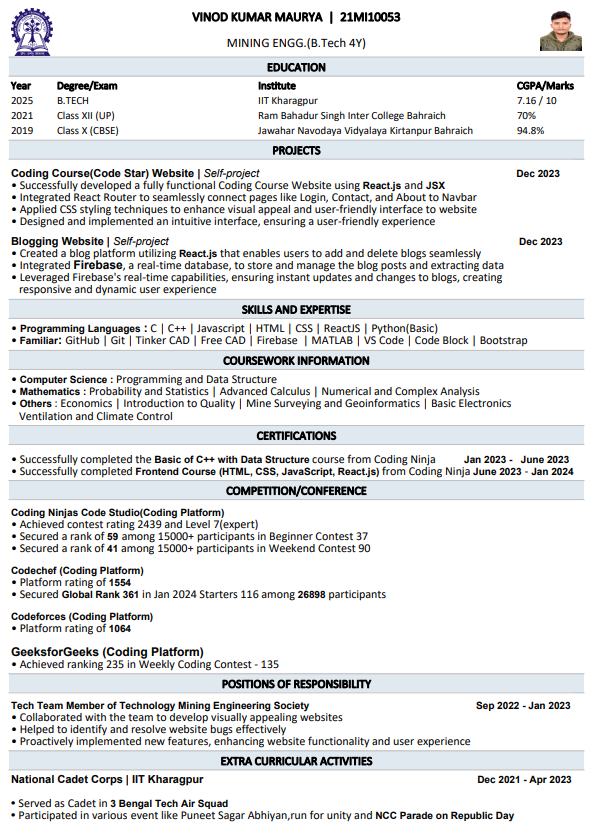 VINOD KUMAR MAURYA | 21MI10053
MINING ENGG.(B.Tech 4Y)
EDUCATION
Year Degree/Exam Institute CGPA/Marks
2025 B.TECH IIT Kharagpur 7.16 / 10
2021 Class XII (UP) Ram Bahadur Singh Inter College Bahraich 70%
2019 Class X (CBSE) Jawahar Navodaya Vidyalaya Kirtanpur Bahraich 94.8%
PROJECTS
Coding Course(Code Star) Website | Self-project Dec 2023
• Successfully developed a fully functional Coding Course Website using React.js and JSX
• Integrated React Router to seamlessly connect pages like Login, Contact, and About to Navbar
• Applied CSS styling techniques to enhance visual appeal and user-friendly interface to website
• Designed and implemented an intuitive interface, ensuring a user-friendly experience
Blogging Website | Self-project Dec 2023
• Created a blog platform utilizing React.js that enables users to add and delete blogs seamlessly
• Integrated Firebase, a real-time database, to store and manage the blog posts and extracting data
• Leveraged Firebase's real-time capabilities, ensuring instant updates and changes to blogs, creating
responsive and dynamic user experience
SKILLS AND EXPERTISE
• Programming Languages : C | C++ | Javascript | HTML | CSS | ReactJS | Python(Basic)
• Familiar: GitHub | Git | Tinker CAD | Free CAD | Firebase | MATLAB | VS Code | Code Block | Bootstrap
COURSEWORK INFORMATION
• Computer Science : Programming and Data Structure
• Mathematics : Probability and Statistics | Advanced Calculus | Numerical and Complex Analysis
• Others : Economics | Introduction to Quality | Mine Surveying and Geoinformatics | Basic Electronics
Ventilation and Climate Control
CERTIFICATIONS
• Successfully completed the Basic of C++ with Data Structure course from Coding Ninja Jan 2023 - June 2023
• Successfully completed Frontend Course (HTML, CSS, JavaScript, React.js) from Coding Ninja June 2023 - Jan 2024
COMPETITION/CONFERENCE
Coding Ninjas Code Studio(Coding Platform)
• Achieved contest rating 2439 and Level 7(expert)
• Secured a rank of 59 among 15000+ participants in Beginner Contest 37
• Secured a rank of 41 among 15000+ participants in Weekend Contest 90
Codechef (Coding Platform)
• Platform rating of 1554
• Secured Global Rank 361 in Jan 2024 Starters 116 among 26898 participants
Codeforces (Coding Platform)
• Platform rating of 1064
GeeksforGeeks (Coding Platform)
• Achieved ranking 235 in Weekly Coding Contest - 135
POSITIONS OF RESPONSIBILITY
Tech Team Member of Technology Mining Engineering Society Sep 2022 - Jan 2023
• Collaborated with the team to develop visually appealing websites
• Helped to identify and resolve website bugs effectively
• Proactively implemented new features, enhancing website functionality and user experience
EXTRA CURRICULAR ACTIVITIES
National Cadet Corps | IIT Kharagpur Dec 2021 - Apr 2023
• Served as Cadet in 3 Bengal Tech Air Squad
• Participated in various event like Puneet Sagar Abhiyan,run for unity and NCC Parade on Republic Day